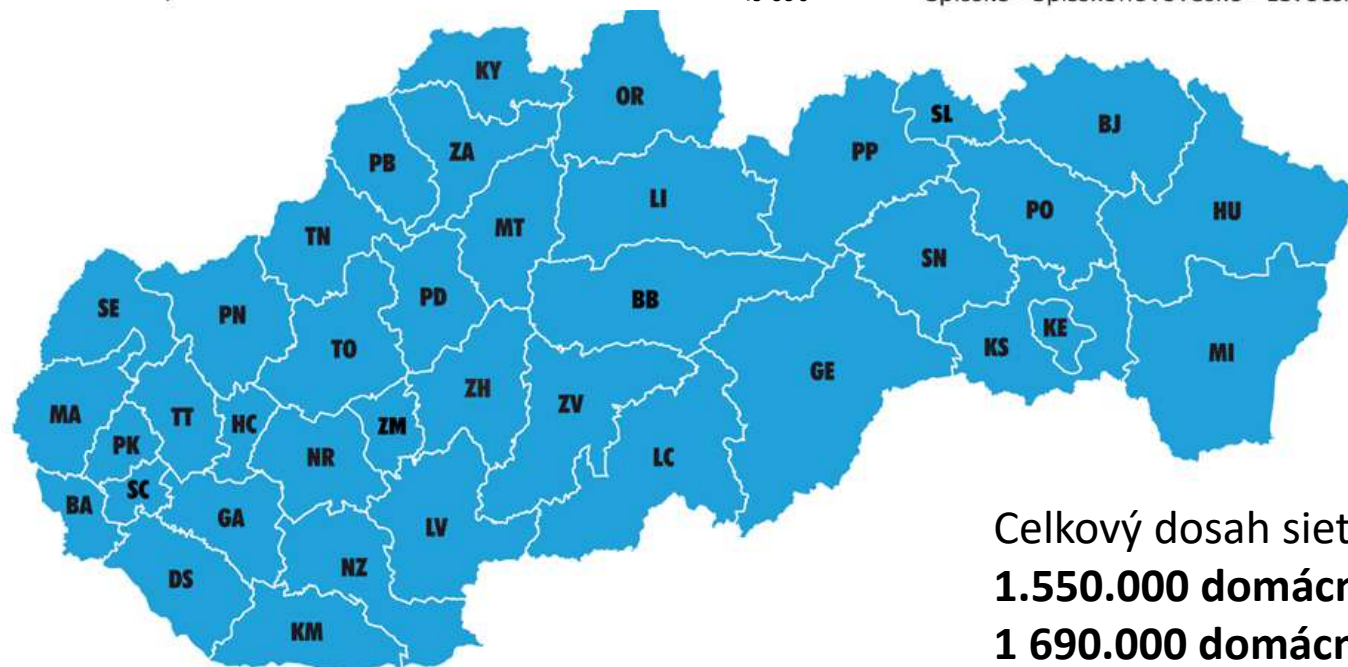 KY
OR
SL
BJ
PB
ZA
PP
LI
PO
HU
TN
MT
SN
SE
PN
PD
BB
KE
TO
KS
MI
GE
ZH
ZV
MA
TT
HC
ZM
PK
NR
LC
SC
BA
GA
LV
DS
NZ
KM
Celkový dosah siet
1.550.000 domácr
1 690.000 domácr